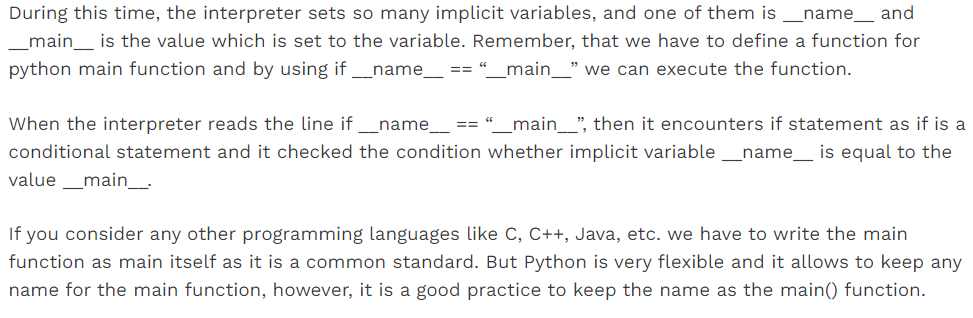 During this time, the interpreter sets so many implicit variables, and one of them is __name__ and
__main__ is the value which is set to the variable. Remember, that we have to define a function for
python main function and by using if __name__ == “__main__” we can execute the function.
When the interpreter reads the line if __name__ == “__main__”, then it encounters if statement as if is a
conditional statement and it checked the condition whether implicit variable __name__ is equal to the
value __main__.
If you consider any other programming languages like C, C++, Java, etc. we have to write the main
function as main itself as it is a common standard. But Python is very flexible and it allows to keep any
name for the main function, however, it is a good practice to keep the name as the main() function.